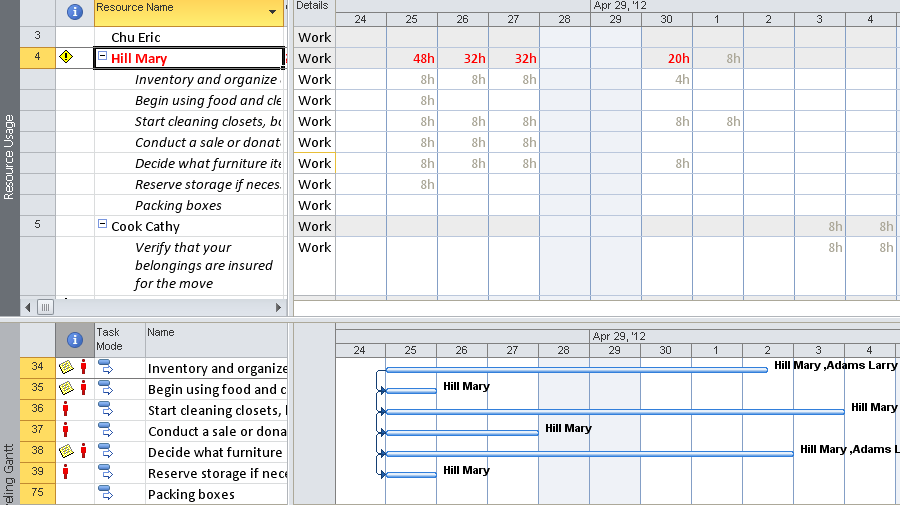 Resource Name Details Apr 29, '12
24 25 26 27 28 29 30 1 2 3 4
3 Chu Eric Work
4 Hill Mary Work 48h 32h 32h 20h 8h
Inventory and organize Work 8h 8h 8h 4h
Begin using food and cle Work 8h
Start cleaning closets, ba Work 8h 8h 8h 8h 8h
Conduct a sale or donat Work 8h 8h 8h
Decide what furniture ite Work 8h 8h 8h 8h
Reserve storage if neces. Work 8h
Packing boxes Work
5 Cook Cathy Work 8h 8h
Verify that your Work 8h 8h
belongings are insured
for the move
Resource Usage
Task Name Apr 29, '12
Mode 24 25 26 27 28 29 30 1 2 3 4
34 Inventory and organize Hill Mary ,Adams Larry
35 Begin using food and c Hill Mary
36 Start cleaning closets, Hill Mary
37 Conduct a sale or dona Hill Mary
38 Decide what furniture Hill Mary ,Adams L
39 Reserve storage if nece Hill Mary
75 Packing boxes
eling Gantt